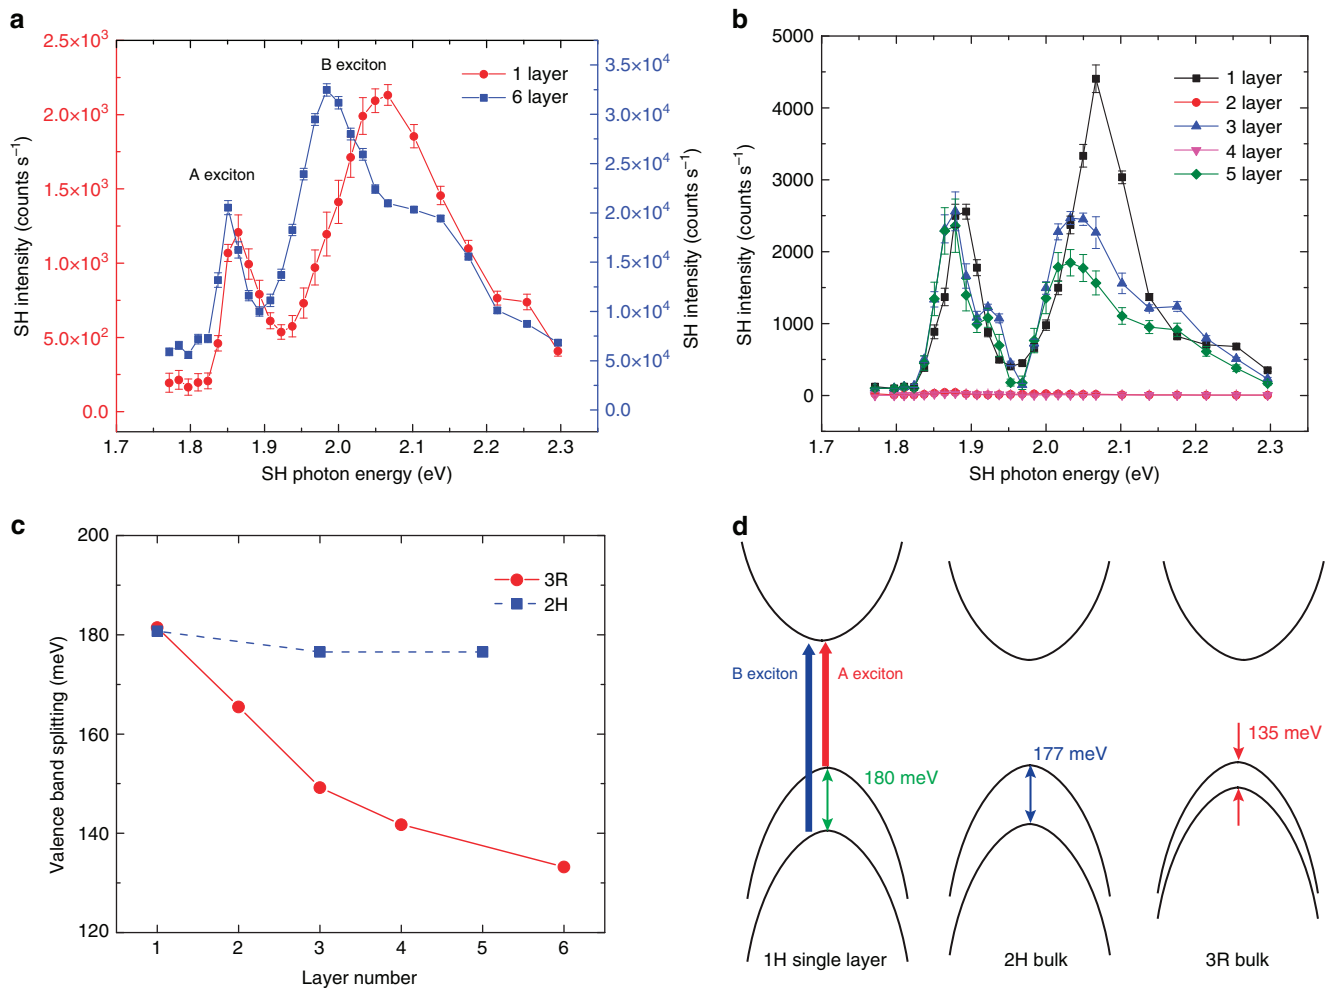 a
2.5×10³
2.0×10³
1.5×10³
1.0×10³
5.0×10²
0.0
SH intensity (counts s⁻¹)
1.7
1.8
1.9
2.0
2.1
2.2
2.3
SH photon energy (eV)
3.5×10⁴
3.0×10⁴
2.5×10⁴
2.0×10⁴
1.5×10⁴
1.0×10⁴
5.0×10³
0.0
SH intensity (counts s⁻¹)
A exciton
B exciton
1 layer
6 layer
b
5000
4000
3000
2000
1000
0
SH intensity (counts s⁻¹)
1.7
1.8
1.9
2.0
2.1
2.2
2.3
SH photon energy (eV)
1 layer
2 layer
3 layer
4 layer
5 layer
c
200
180
160
140
120
Valence band splitting (meV)
1
2
3
4
5
6
Layer number
3R
2H
d
B exciton
A exciton
180 meV
177 meV
135 meV
1H single layer
2H bulk
3R bulk